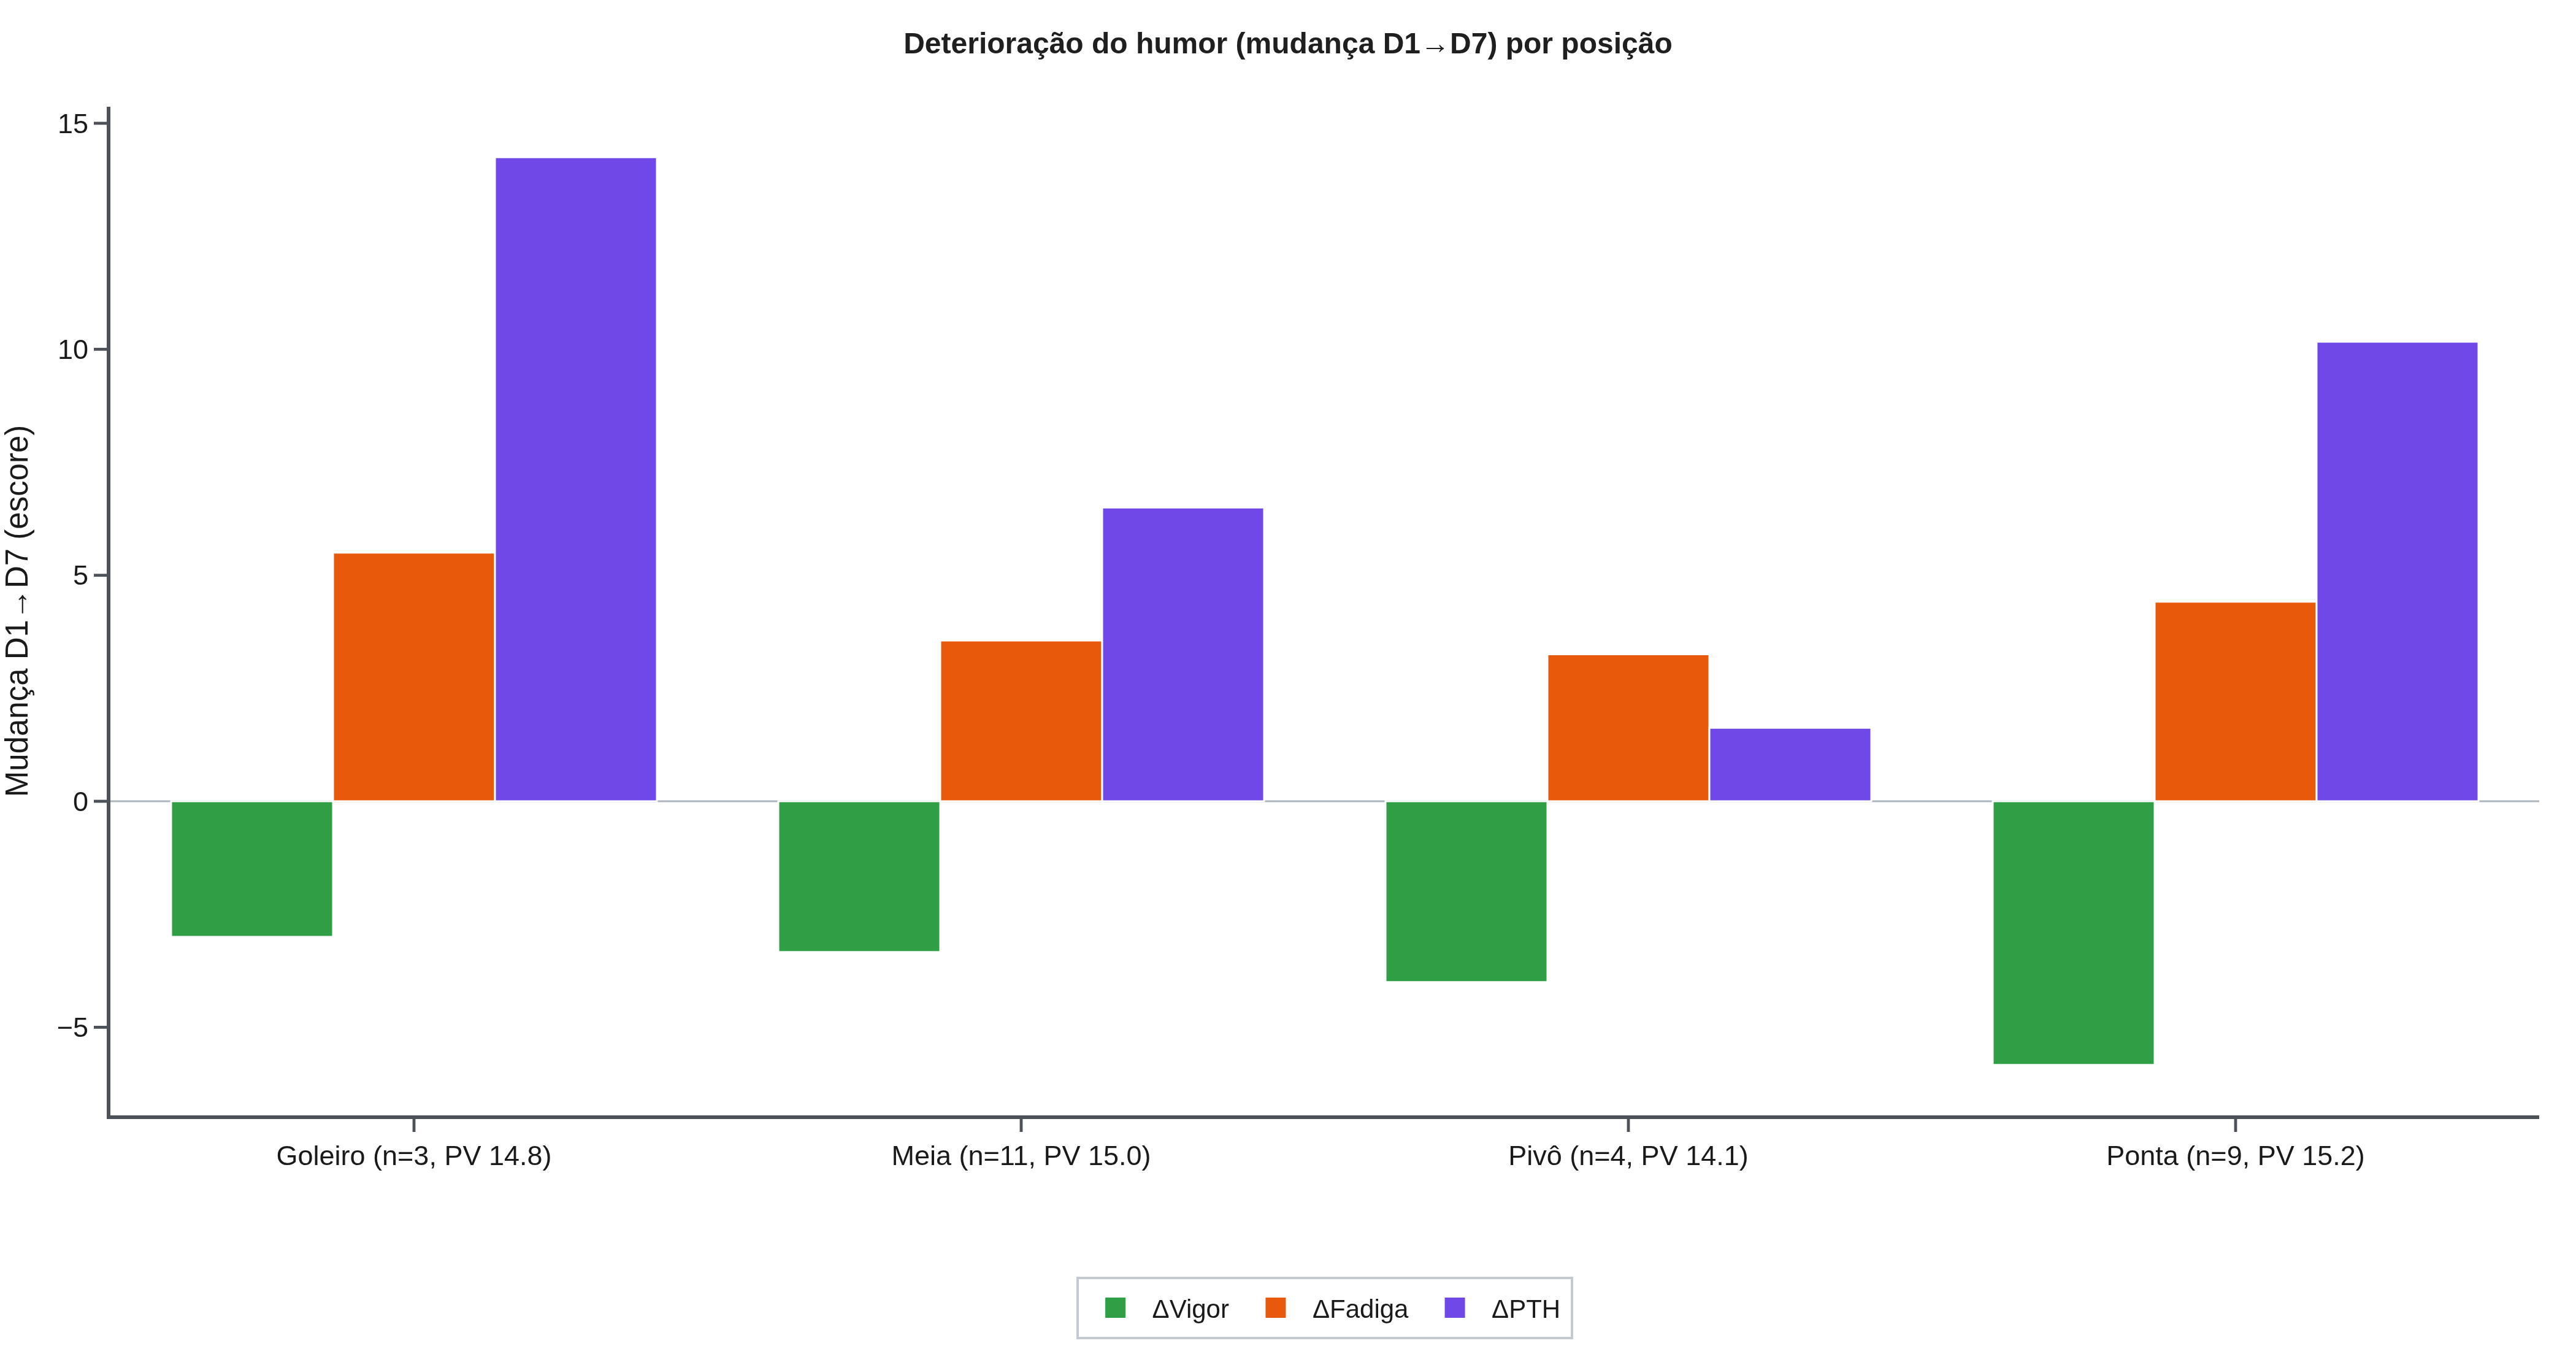 Deterioração do humor (mudança D1→D7) por posição
Mudança D1→D7 (escore)
15
10
5
0
−5
Goleiro (n=3, PV 14.8)
Meia (n=11, PV 15.0)
Pivô (n=4, PV 14.1)
Ponta (n=9, PV 15.2)
ΔVigor
ΔFadiga
ΔPTH